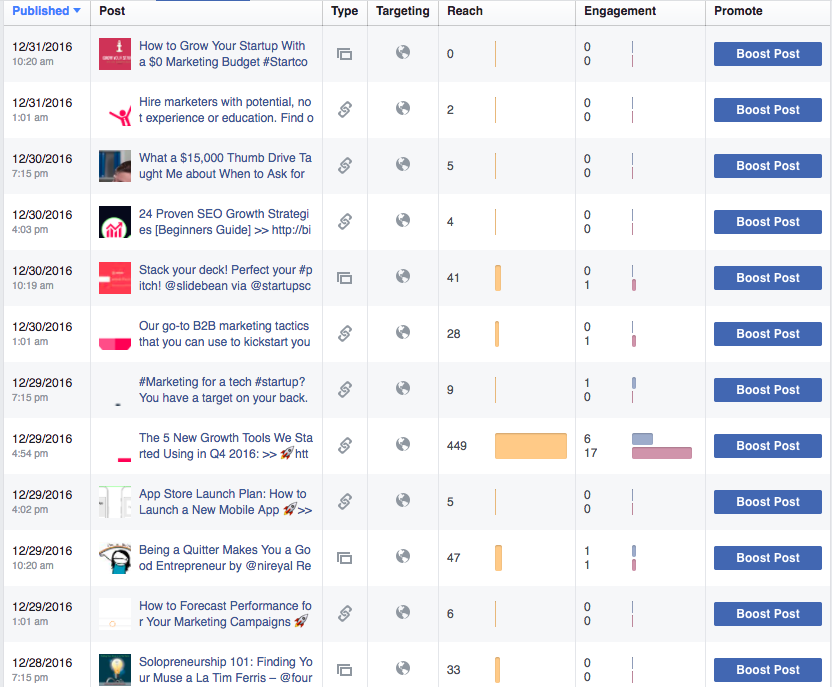 Published Post Type Targeting Reach Engagement Promote
12/31/2016 How to Grow Your Startup With 0 0 Boost Post
10:20 am a $0 Marketing Budget #Startco 0
12/31/2016 Hire marketers with potential, no 2 0 Boost Post
1:01 am t experience or education. Find o 0
12/30/2016 What a $15,000 Thumb Drive Ta 5 0 Boost Post
7:15 pm ught Me about When to Ask for 0
12/30/2016 24 Proven SEO Growth Strategi 4 0 Boost Post
4:03 pm es [Beginners Guide] >> http://bi 0
12/30/2016 Stack your deck! Perfect your #p 41 0 Boost Post
10:19 am itch! @slidebean via @startupsc 1
12/30/2016 Our go-to B2B marketing tactics 28 0 Boost Post
1:01 am that you can use to kickstart you 1
12/29/2016 #Marketing for a tech #startup? 9 1 Boost Post
7:15 pm You have a target on your back. 0
12/29/2016 The 5 New Growth Tools We Sta 449 6 Boost Post
4:54 pm rted Using in Q4 2016: >> 🚀htt 17
12/29/2016 App Store Launch Plan: How to 5 0 Boost Post
4:02 pm Launch a New Mobile App 🚀>> 0
12/29/2016 Being a Quitter Makes You a Go 47 1 Boost Post
10:20 am od Entrepreneur by @nireyal Re 1
12/29/2016 How to Forecast Performance fo 6 0 Boost Post
1:01 am r Your Marketing Campaigns 🚀 0
12/28/2016 Solopreneurship 101: Finding Yo 33 0 Boost Post
7:15 pm ur Muse a La Tim Ferris – @four 0